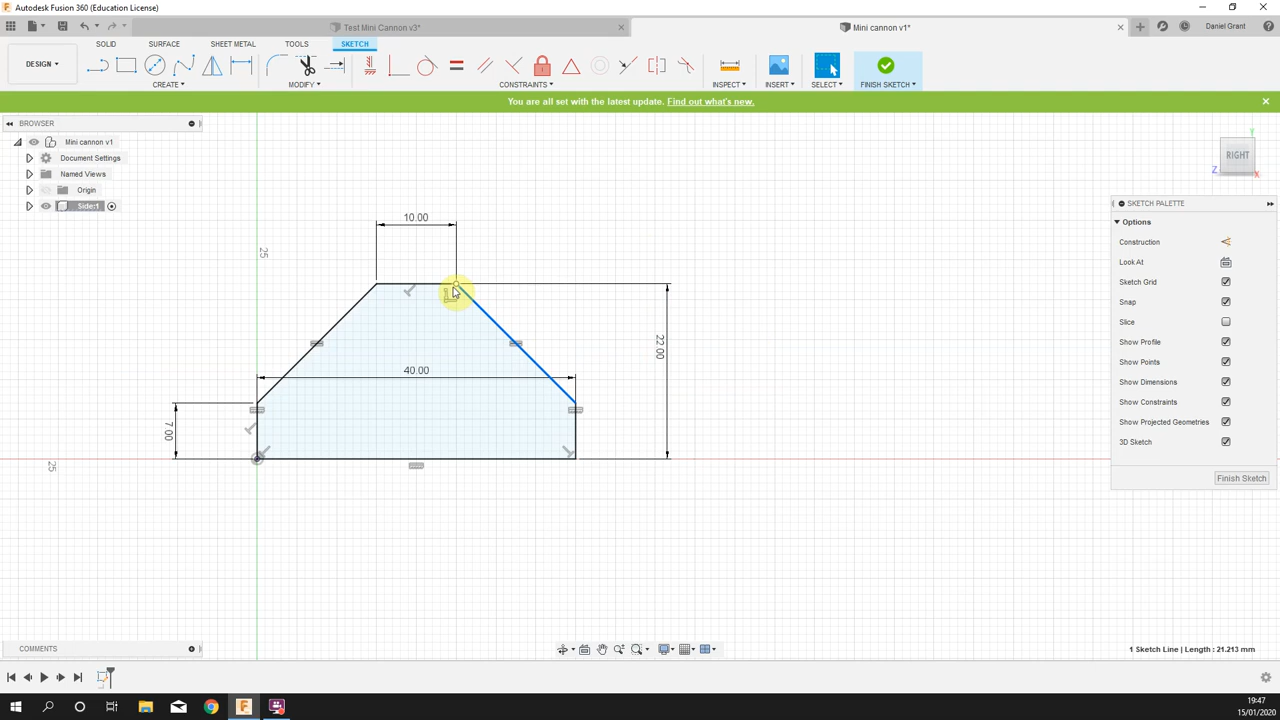 Autodesk Fusion 360 (Education License)
Test Mini Cannon v3*
Mini cannon v1*
Daniel Grant
DESIGN
SOLID
SURFACE
SHEET METAL
TOOLS
SKETCH
CREATE
MODIFY
CONSTRAINTS
INSPECT
INSERT
SELECT
FINISH SKETCH
You are all set with the latest update. Find out what's new.
BROWSER
Mini cannon v1
Document Settings
Named Views
Origin
Side:1
RIGHT
Y
Z
X
SKETCH PALETTE
Options
Construction
Look At
Sketch Grid
Snap
Slice
Show Profile
Show Points
Show Dimensions
Show Constraints
Show Projected Geometries
3D Sketch
Finish Sketch
10.00
25
22.00
40.00
7.00
25
COMMENTS
1 Sketch Line | Length : 21.213 mm
19:47
15/01/2020